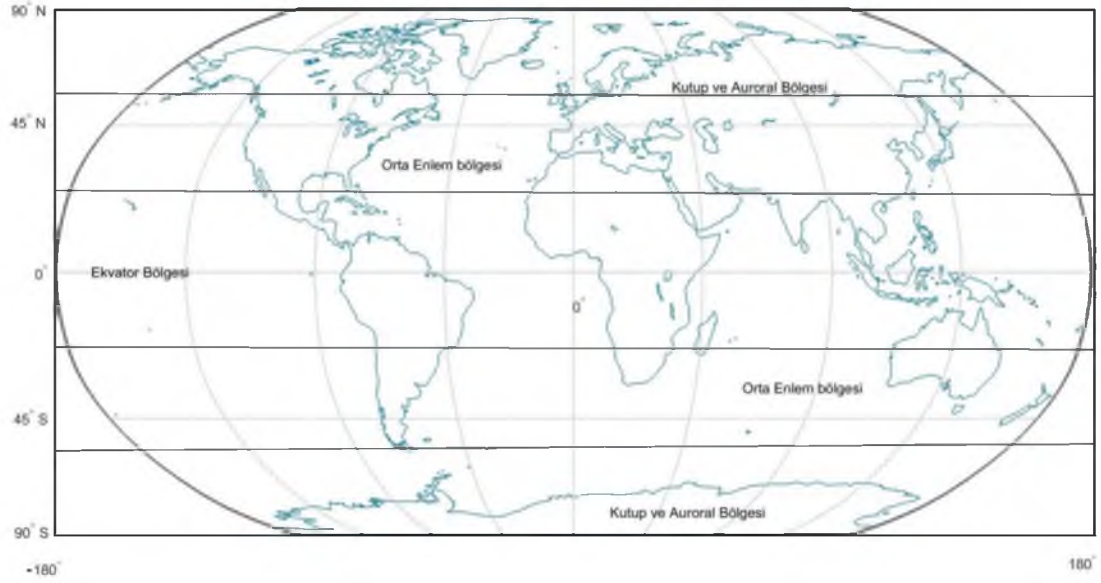 90° N
Kutup ve Auroral Bölgesi
45° N
Orta Enlem bölgesi
0°
Ekvator Bölgesi
0°
Orta Enlem bölgesi
45° S
Kutup ve Auroral Bölgesi
90° S
-180°
180°